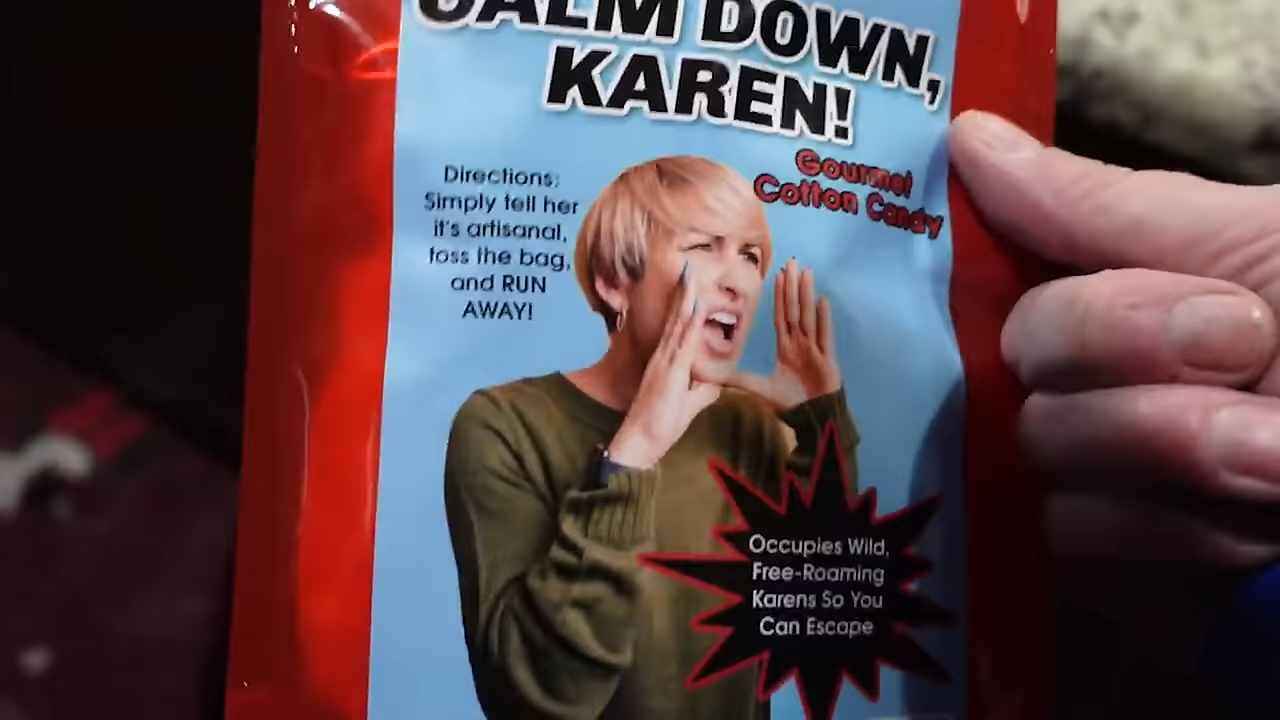 CALM DOWN,
KAREN!
Gourmet
Cotton Candy
Directions:
Simply tell her
it's artisanal,
toss the bag,
and RUN
AWAY!
Occupies Wild,
Free-Roaming
Karens So You
Can Escape